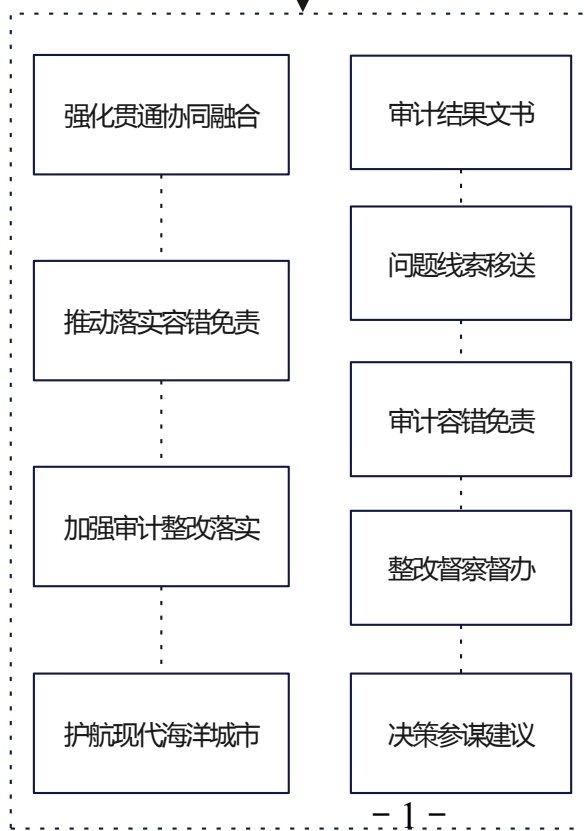 强化贯通协同融合
推动落实容错免责
加强审计整改落实
护航现代海洋城市
审计结果文书
问题线索移送
审计容错免责
整改督察督办
决策参谋建议
- 1 -